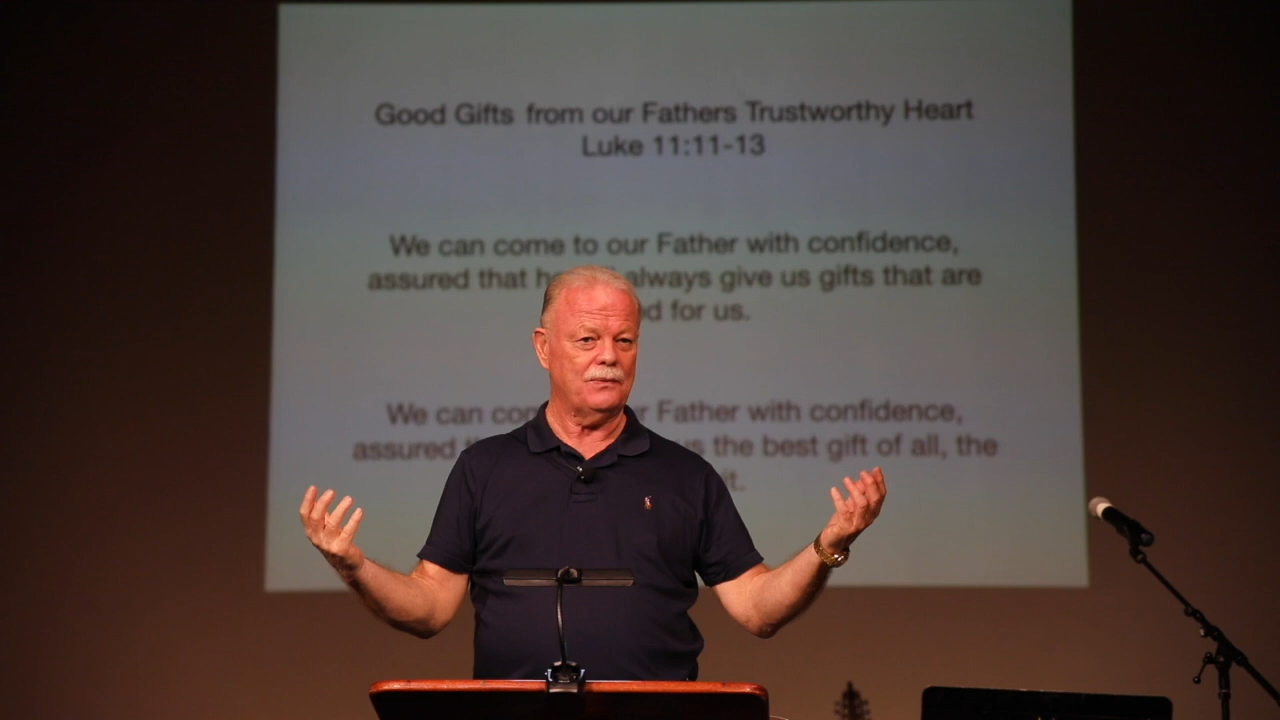 Good Gifts from our Fathers Trustworthy Heart
Luke 11:11-13
We can come to our Father with confidence,
assured that always give us gifts that are
for us.
We can Father with confidence,
assured the best gift of all, the